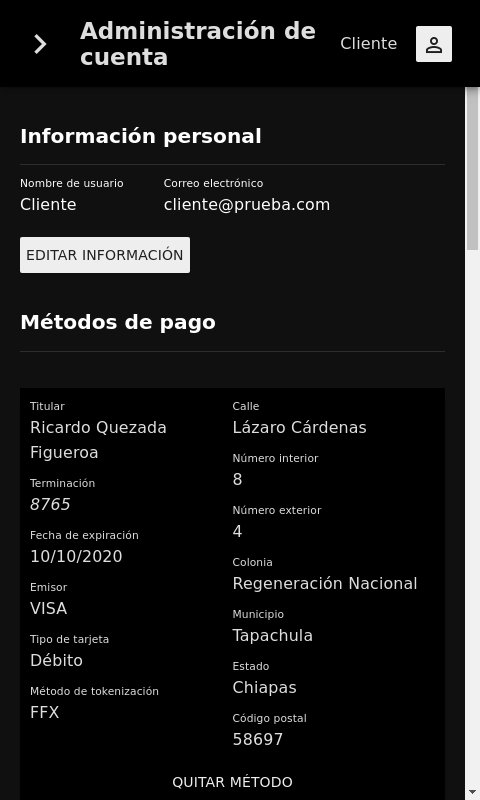 Administración de
cuenta
Cliente
Información personal
Nombre de usuario
Cliente
Correo electrónico
cliente@prueba.com
EDITAR INFORMACIÓN
Métodos de pago
Titular
Ricardo Quezada
Figueroa
Terminación
8765
Fecha de expiración
10/10/2020
Emisor
VISA
Tipo de tarjeta
Débito
Método de tokenización
FFX
Calle
Lázaro Cárdenas
Número interior
8
Número exterior
4
Colonia
Regeneración Nacional
Municipio
Tapachula
Estado
Chiapas
Código postal
58697
QUITAR MÉTODO